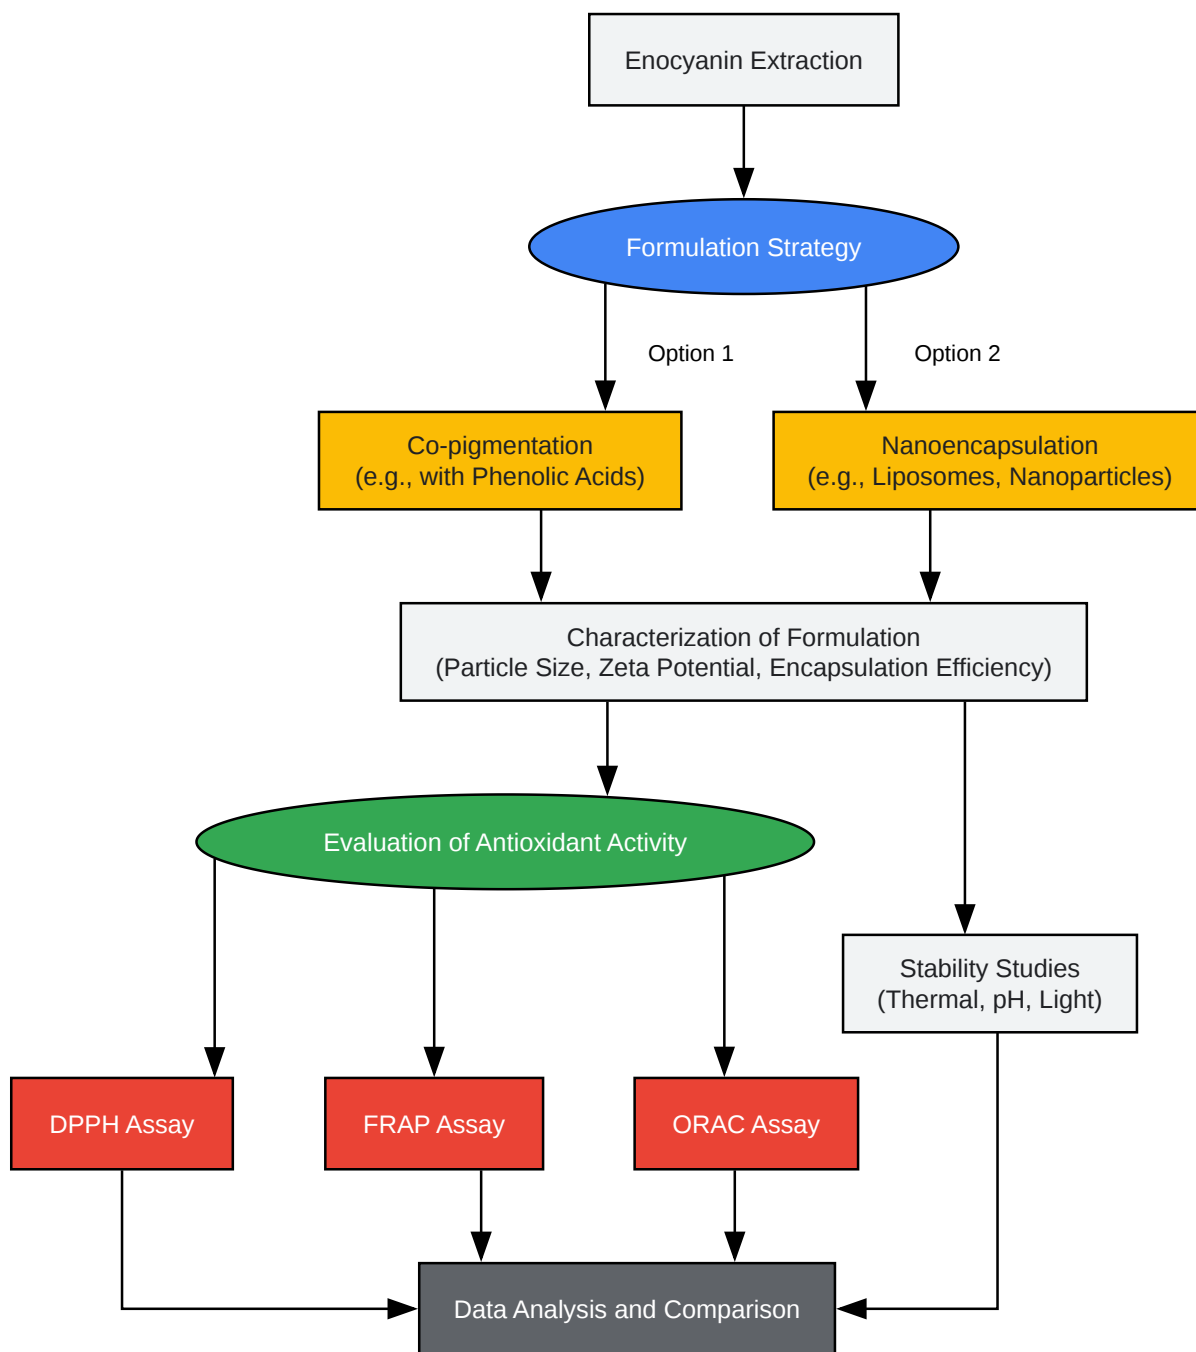 Enocyanin Extraction
Formulation Strategy
Option 1
Option 2
Co-pigmentation
(e.g., with Phenolic Acids)
Nanoencapsulation
(e.g., Liposomes, Nanoparticles)
Characterization of Formulation
(Particle Size, Zeta Potential, Encapsulation Efficiency)
Evaluation of Antioxidant Activity
Stability Studies
(Thermal, pH, Light)
DPPH Assay
FRAP Assay
ORAC Assay
Data Analysis and Comparison